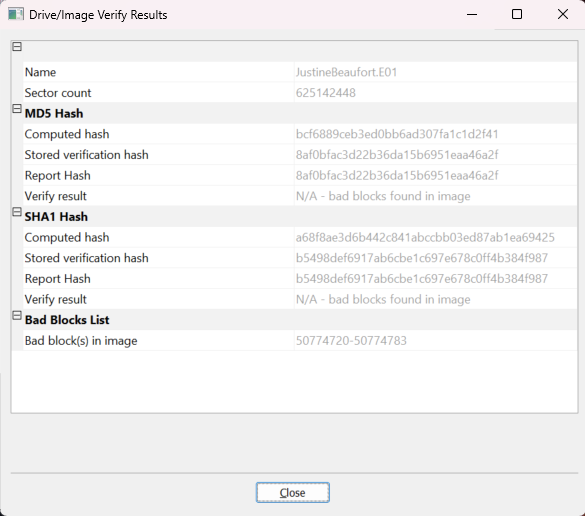 Drive/Image Verify Results
Name JustineBeaufort.E01
Sector count 625142448
MD5 Hash
Computed hash bcf6889ceb3ed0bb6ad307fa1c1d2f41
Stored verification hash 8af0bfac3d22b36da15b6951eaa46a2f
Report Hash 8af0bfac3d22b36da15b6951eaa46a2f
Verify result N/A - bad blocks found in image
SHA1 Hash
Computed hash a68f8ae3d6b442c841abccbb03ed87ab1ea69425
Stored verification hash b5498def6917ab6cbe1c697e678c0ff4b384f987
Report Hash b5498def6917ab6cbe1c697e678c0ff4b384f987
Verify result N/A - bad blocks found in image
Bad Blocks List
Bad block(s) in image 50774720-50774783
Close